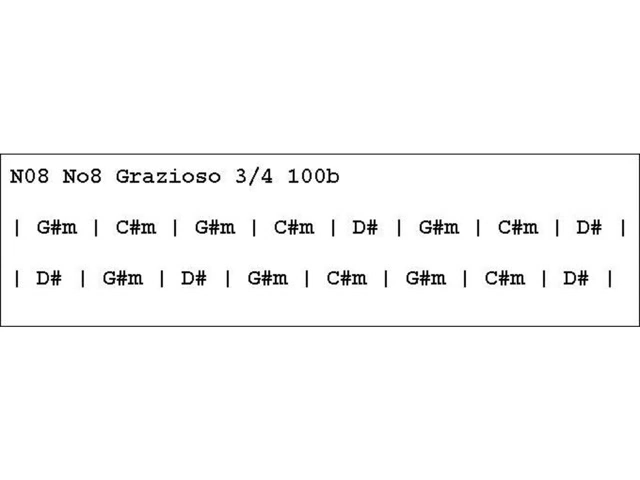 N08 No8 Grazioso 3/4 100b
| G#m | C#m | G#m | C#m | D# | G#m | C#m | D# |
| D# | G#m | D# | G#m | C#m | G#m | C#m | D# |